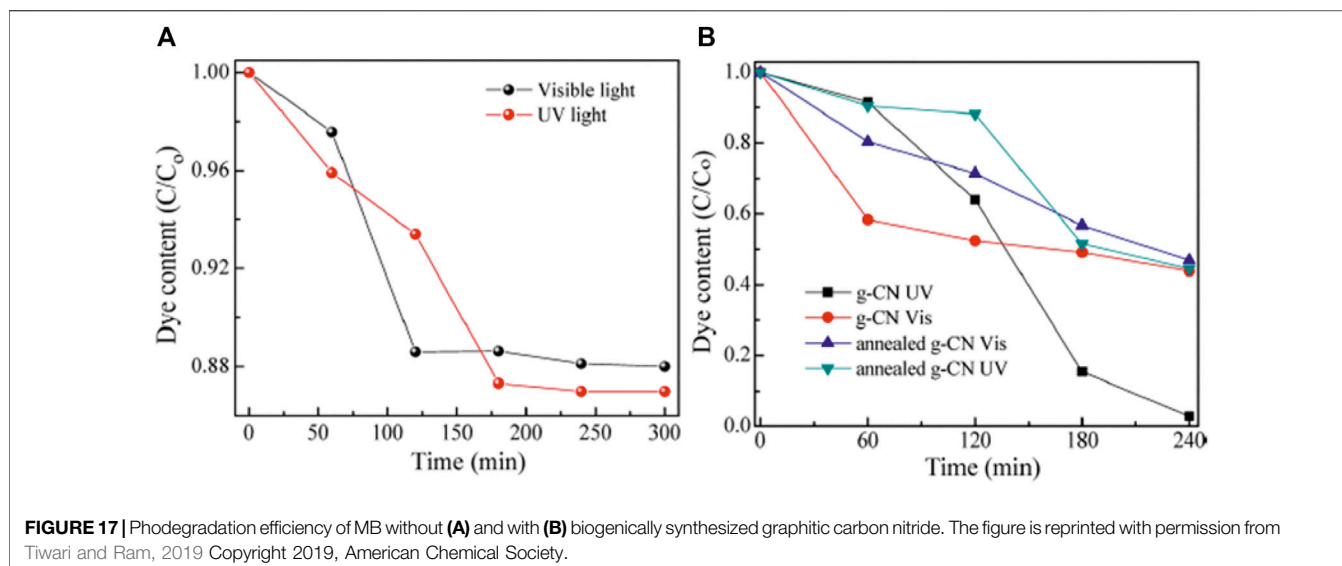 A
B
1.00
0.96
0.92
0.88
Dye content (C/Co)
0
50
100
150
200
250
300
Time (min)
Visible light
UV light
1.0
0.8
0.6
0.4
0.2
0.0
Dye content (C/Co)
0
60
120
180
240
Time (min)
g-CN UV
g-CN Vis
annealed g-CN Vis
annealed g-CN UV
FIGURE 17 | Phodegradation efficiency of MB without (A) and with (B) biogenically synthesized graphitic carbon nitride. The figure is reprinted with permission from
Tiwari and Ram, 2019 Copyright 2019, American Chemical Society.